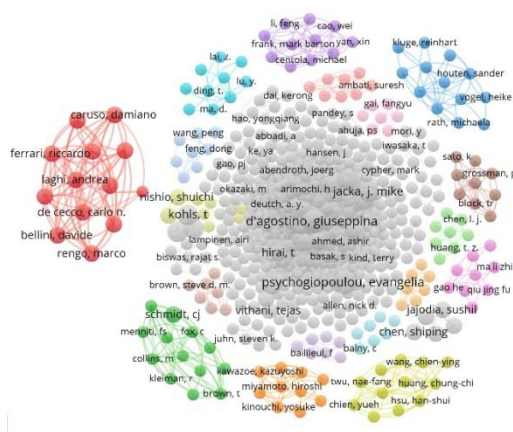 li, feng
cao, wei
frank, mark barton
yan, xin
centola, michael
kluge, reinhart
houten, sander
vogel, heike
rath, michaela
lai, z.
lu, y.
ding, t.
ma, d.
dai, kerong
ambati, suresh
gai, fangyu
caruso, damiano
ferrari, riccardo
laghi, andrea
de cecco, carlo n.
bellini, davide
rengo, marco
hao, yongqiang
pandey, s
wang, peng
abbadi, a
ahuja, ps
mori, y
feng dong
ke, ya
hansen, j
iwasaka, t
gao, pj
abendroth, joerg
cypher, mark
sato, k
grossman, p
block, tr
okazaki, m
arimochi, h
jacka, j. mike
nishio, shuichi
kohls, t
deutch, a. y.
d'agostino, giuseppina
chen, l. j.
huang, t. z.
lampinen, airi
ahmed, ashir
hirai, t
basak, s
kind, lerry
biswas, rajat s.
ma li zhi
gao he
qiu jing fu
brown, steve d. m.
psychogiopoulou, evangelia
allen, nick d.
schmidt, cj
vithani, tejas
jajodia, sushil
menniti, fs
fox, c
juhn, steven k.
balny, c
chen, shiping
collins, m
baillieul, f
kleiman, r
kawazoe, kazuyoshi
wang, chien-ying
brown, t
miyamoto, hiroshi
twu, nae-fang
huang, chung-chi
kinouchi, yosuke
chien, yueh
hsu, han-shui